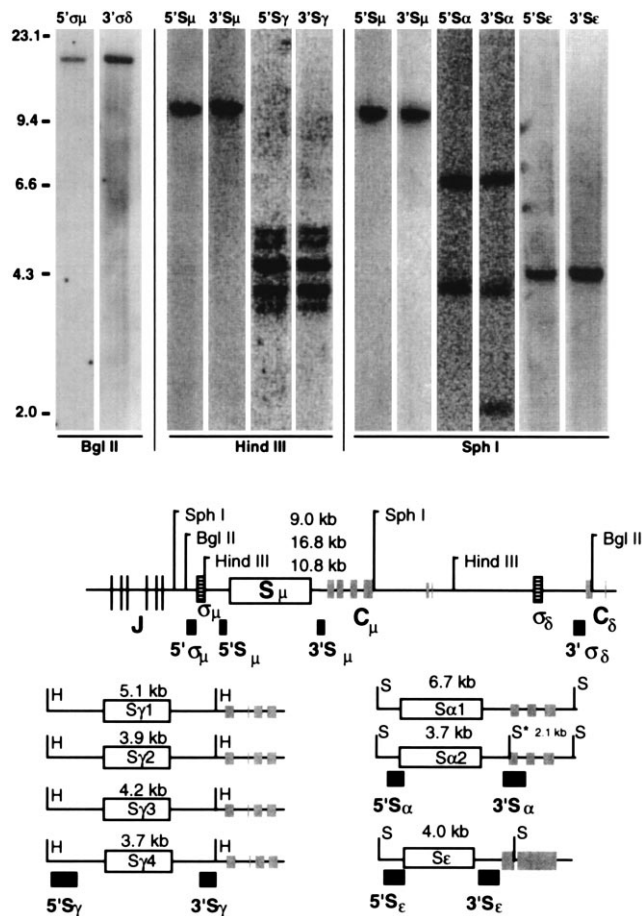 5'σμ 3'σδ 5'Sμ 3'Sμ 5'Sγ 3'Sγ 5'Sμ 3'Sμ 5'Sα 3'Sα 5'Sε 3'Sε
23.1
9.4
6.6
4.3
2.0
Bgl II Hind III Sph I
Sph I 9.0 kb Sph I
Bgl II 16.8 kb Bgl II
Hind III 10.8 kb Hind III
Sμ
J σμ Cμ σδ Cδ
5'σμ 5'Sμ 3'Sμ 3'σδ
H 5.1 kb H S 6.7 kb S
Sγ1 Sα1
H 3.9 kb H S 3.7 kb S* 2.1 kb S
Sγ2 Sα2
H 4.2 kb H 5'Sα 3'Sα
Sγ3
H 3.7 kb H S 4.0 kb S
Sγ4 Sε
5'Sγ 3'Sγ 5'Sε 3'Sε